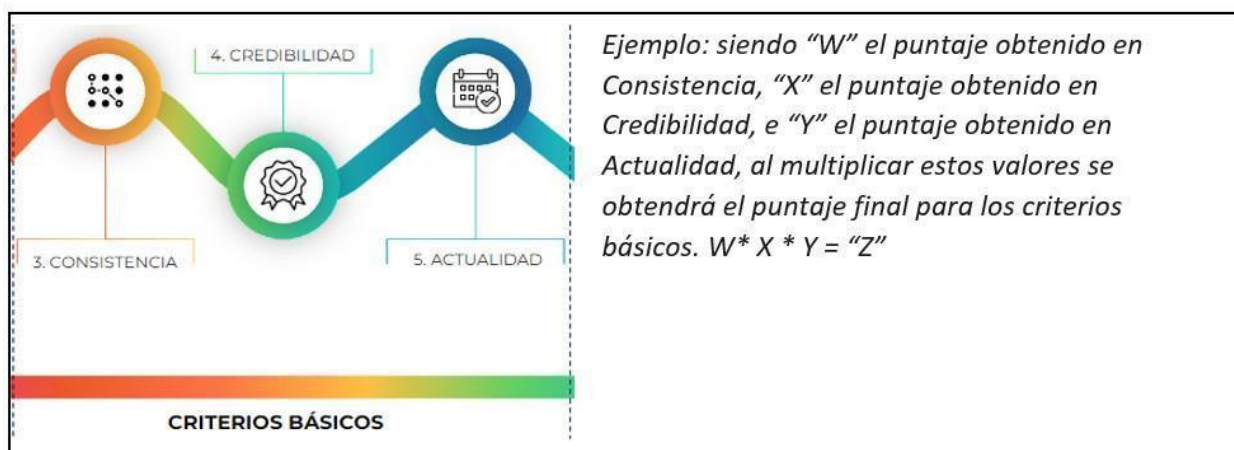 4. CREDIBILIDAD
3. CONSISTENCIA
5. ACTUALIDAD
CRITERIOS BÁSICOS
Ejemplo: siendo “W” el puntaje obtenido en
Consistencia, “X” el puntaje obtenido en
Credibilidad, e “Y” el puntaje obtenido en
Actualidad, al multiplicar estos valores se
obtendrá el puntaje final para los criterios
básicos. W* X * Y = “Z”